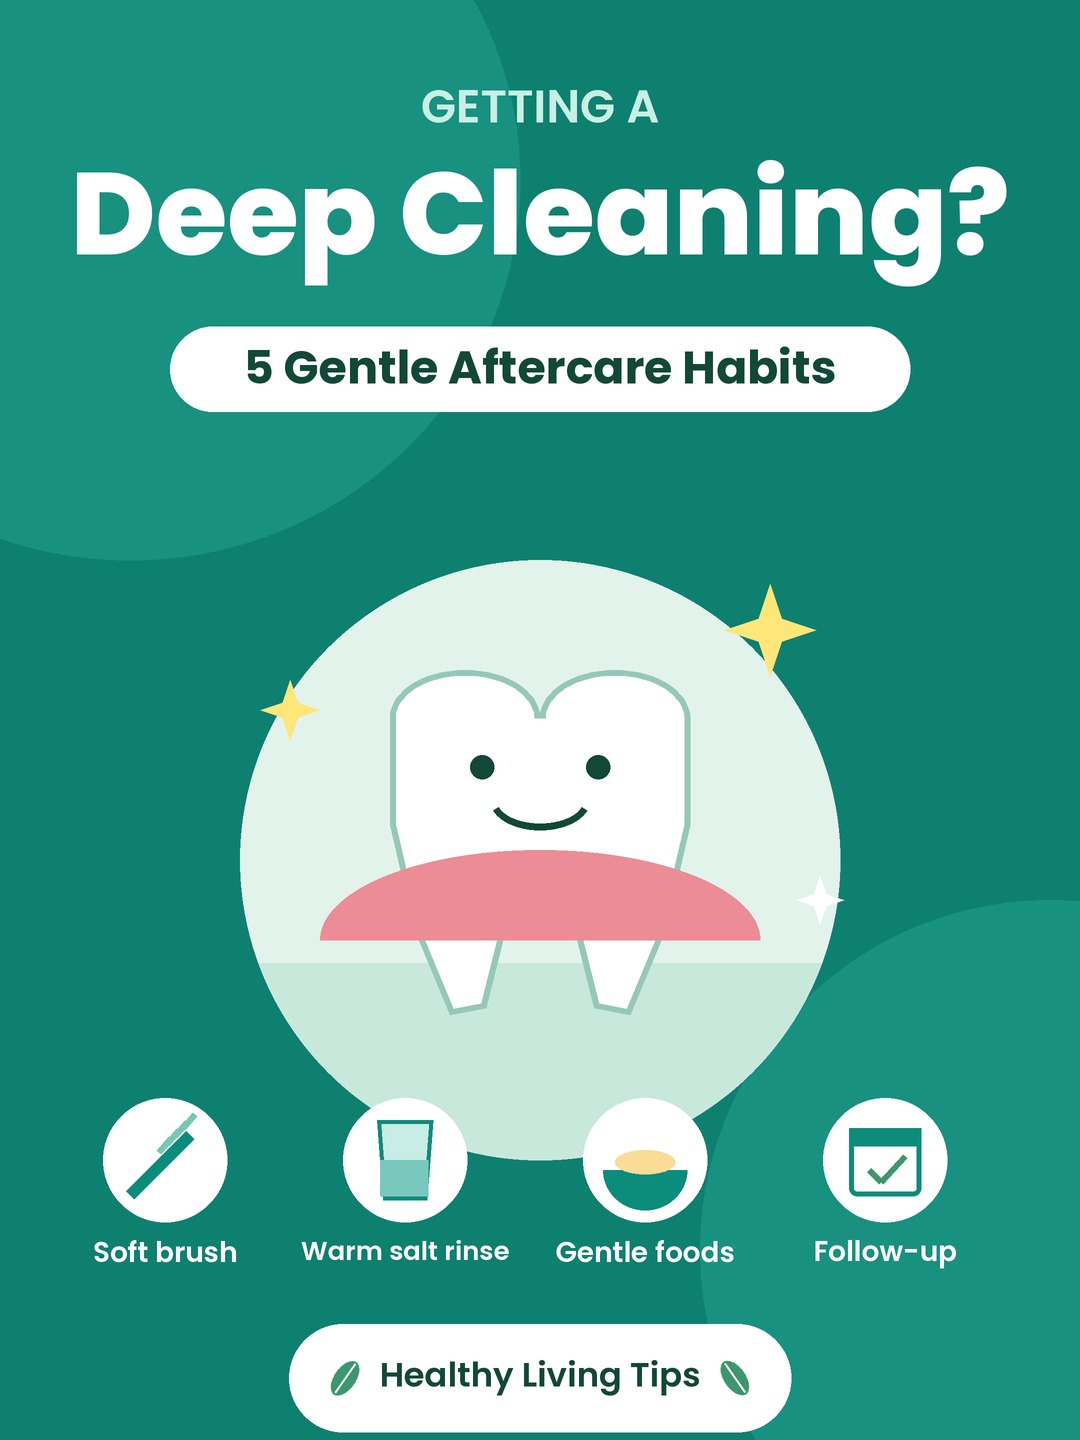 GETTING A
Deep Cleaning?
5 Gentle Aftercare Habits
Soft brush
Warm salt rinse
Gentle foods
Follow-up
Healthy Living Tips